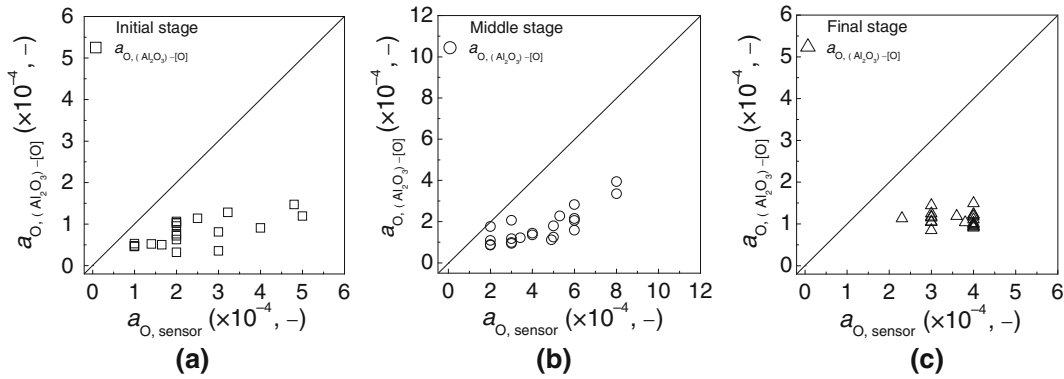 Initial stage
a_O, (Al₂O₃)−[O]
6
5
4
3
2
1
0
a_O, (Al₂O₃)−[O] (×10⁻⁴, −)
0 1 2 3 4 5 6
a_O, sensor (×10⁻⁴, −)
(a)
Middle stage
a_O, (Al₂O₃)−[O]
12
10
8
6
4
2
0
a_O, (Al₂O₃)−[O] (×10⁻⁴, −)
0 2 4 6 8 10 12
a_O, sensor (×10⁻⁴, −)
(b)
Final stage
a_O, (Al₂O₃)−[O]
6
5
4
3
2
1
0
a_O, (Al₂O₃)−[O] (×10⁻⁴, −)
0 1 2 3 4 5 6
a_O, sensor (×10⁻⁴, −)
(c)